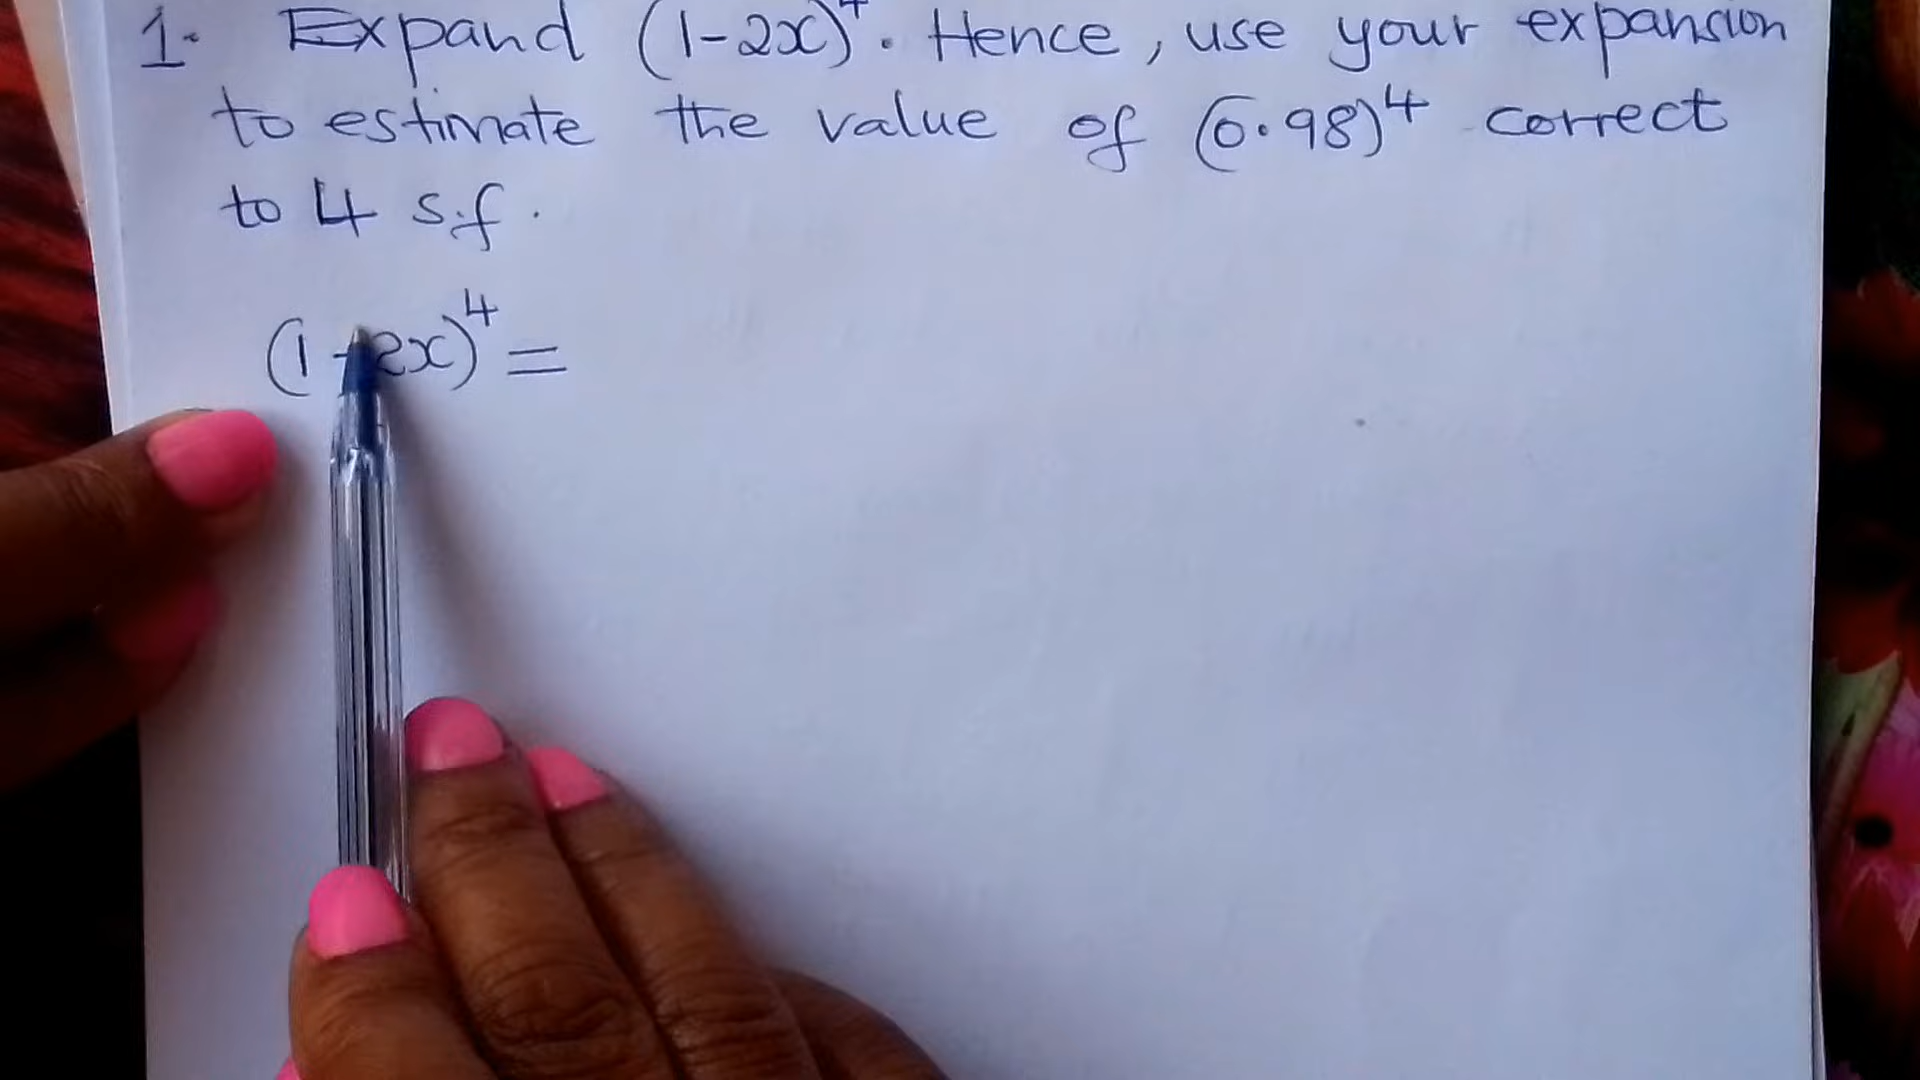 1. Expand (1-2x)⁴. Hence, use your expansion
to estimate the value of (0.98)⁴ correct
to 4 s.f.
(1-2x)⁴ =